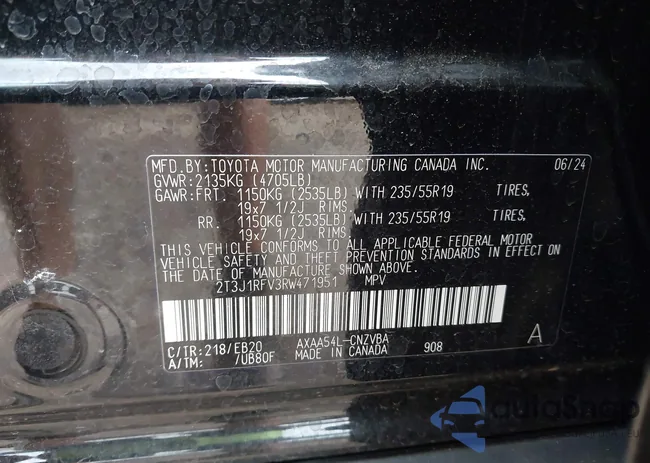 MFD.BY:TOYOTA MOTOR MANUFACTURING CANADA INC. 06/24
GVWR:2135KG (4705LB)
GAWR:FRT. 1150KG (2535LB) WITH 235/55R19 TIRES,
19x7 1/2J RIMS,
RR. 1150KG (2535LB) WITH 235/55R19 TIRES,
19x7 1/2J RIMS,
THIS VEHICLE CONFORMS TO ALL APPLICABLE FEDERAL MOTOR
VEHICLE SAFETY AND THEFT PREVENTION STANDARDS IN EFFECT ON
THE DATE OF MANUFACTURE SHOWN ABOVE.
2T3J1RFV3RW471951 MPV
C/TR:218/EB20 AXAA54L-CNZVBA A
A/TM: /UB80F MADE IN CANADA 908
autoShop